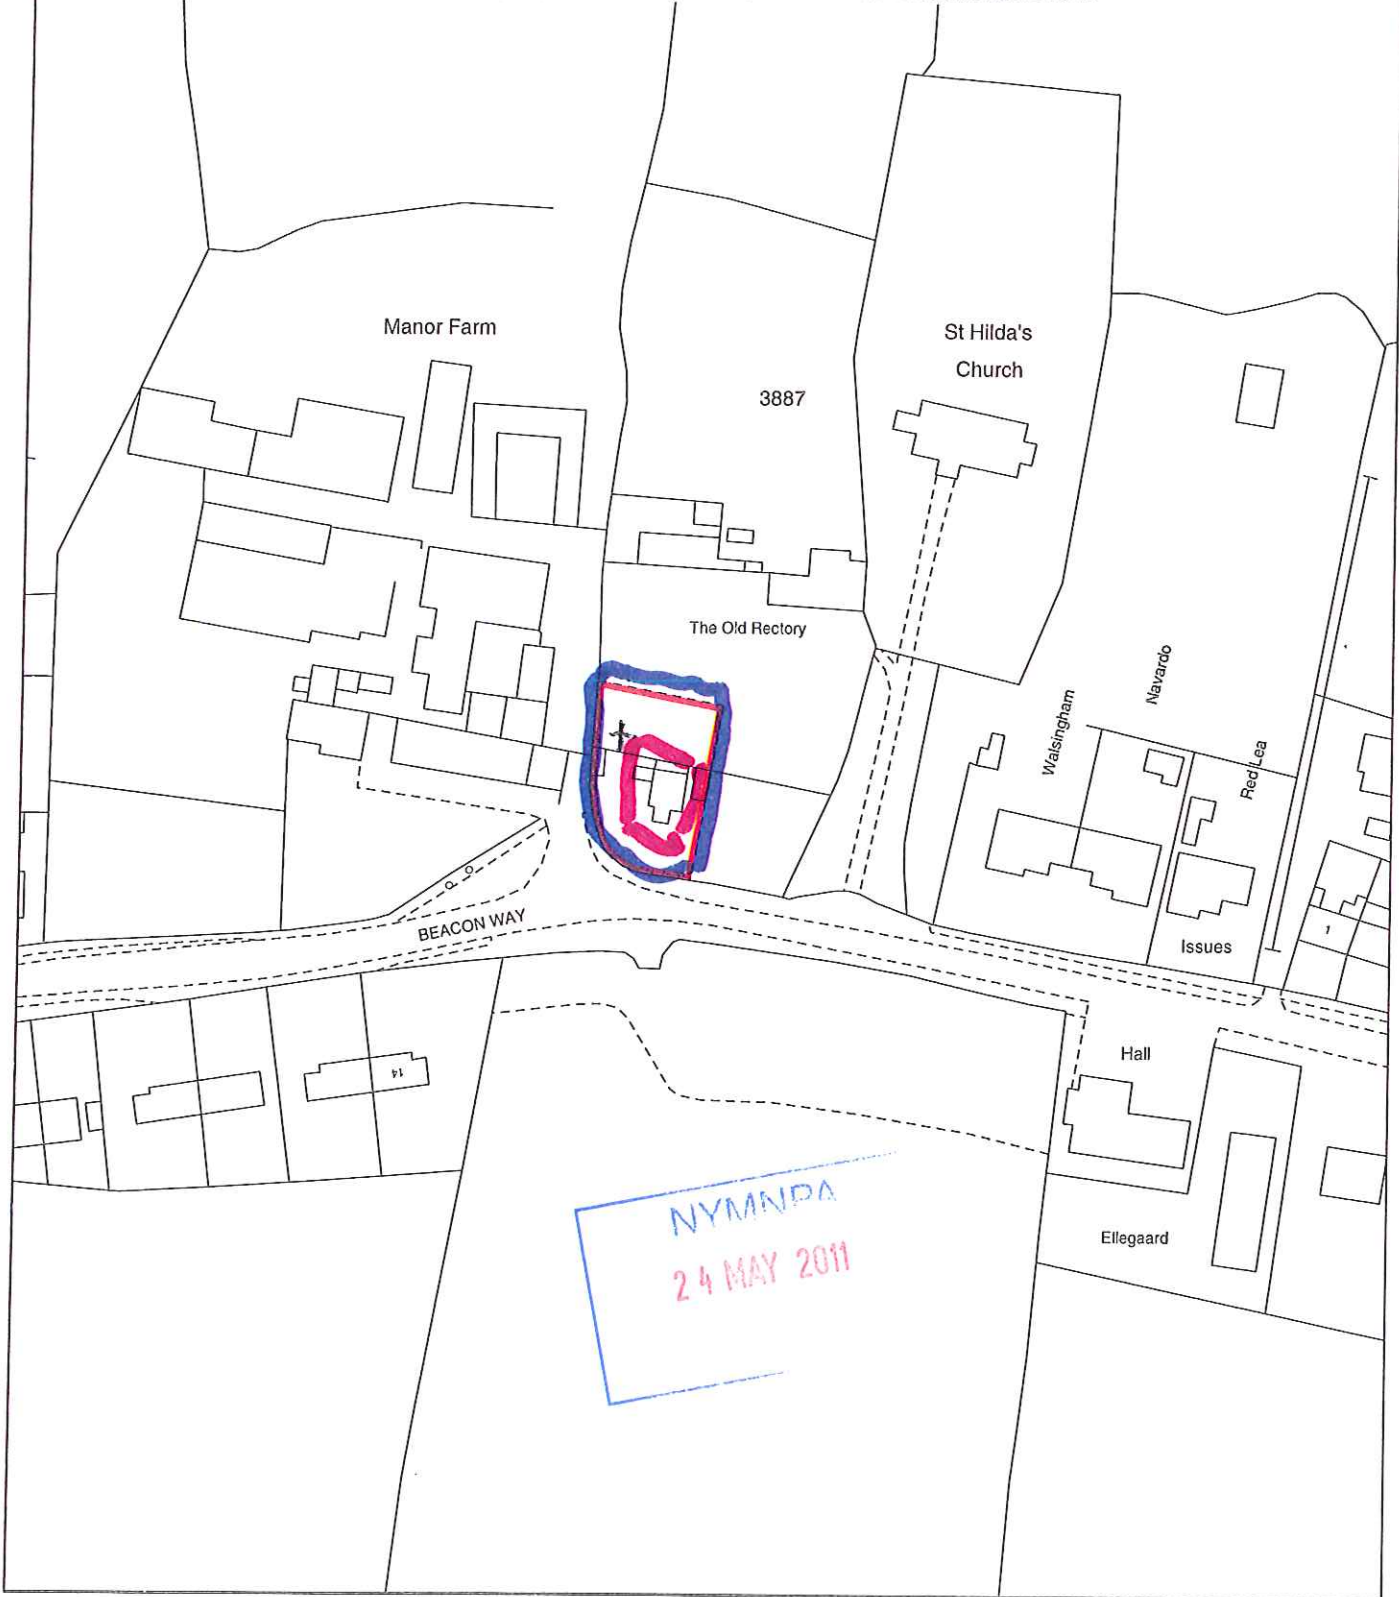 Manor Farm
St Hilda's
Church
3887
The Old Rectory
Navardo
Walsingham
Red Lea
BEACON WAY
Issues
1
Hall
14
Ellegaard
NYMNPA
24 MAY 2011